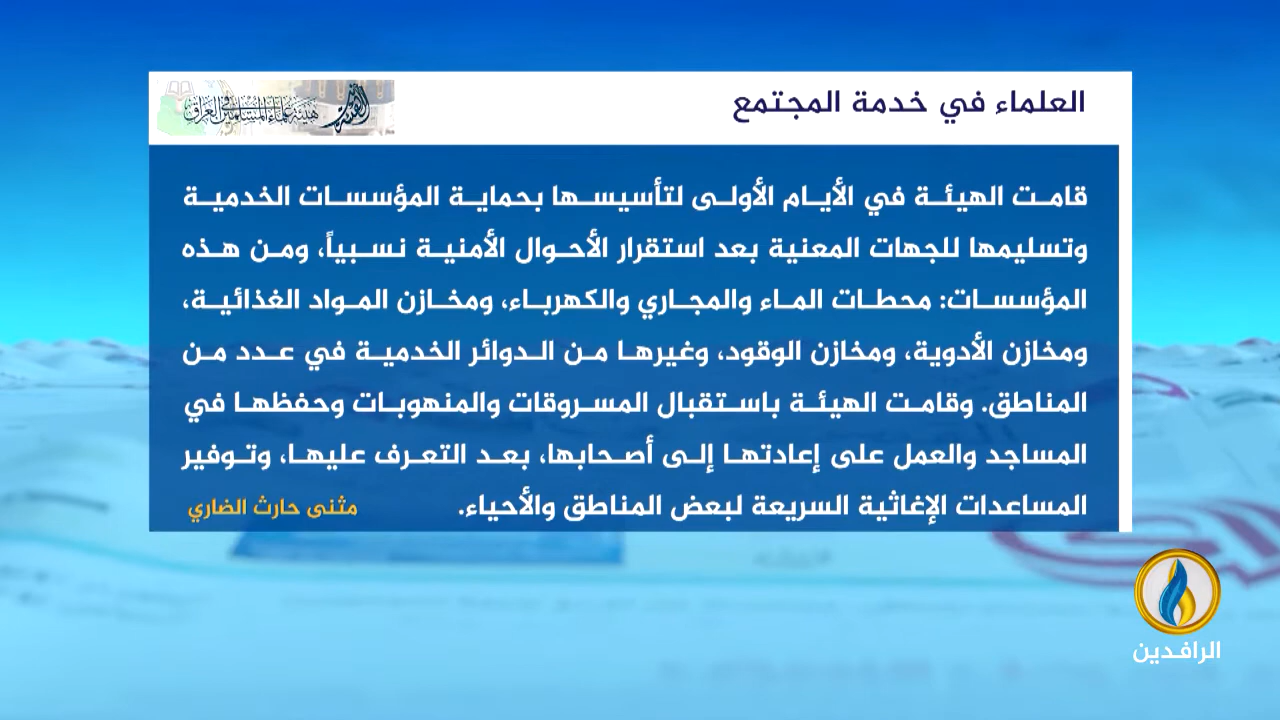 العلماء في خدمة المجتمع
هيئة علماء المسلمين في العراق
قامت الهيئة في الأيام الأولى لتأسيسها بحماية المؤسسات الخدمية
وتسليمها للجهات المعنية بعد استقرار الأحوال الأمنية نسبياً، ومن هذه
المؤسسات: محطات الماء والمجاري والكهرباء، ومخازن المواد الغذائية،
ومخازن الأدوية، ومخازن الوقود، وغيرها من الدوائر الخدمية في عدد من
المناطق. وقامت الهيئة باستقبال المسروقات والمنهوبات وحفظها في
المساجد والعمل على إعادتها إلى أصحابها، بعد التعرف عليها، وتوفير
المساعدات الإغاثية السريعة لبعض المناطق والأحياء.
مثنى حارث الضاري
الرافدين